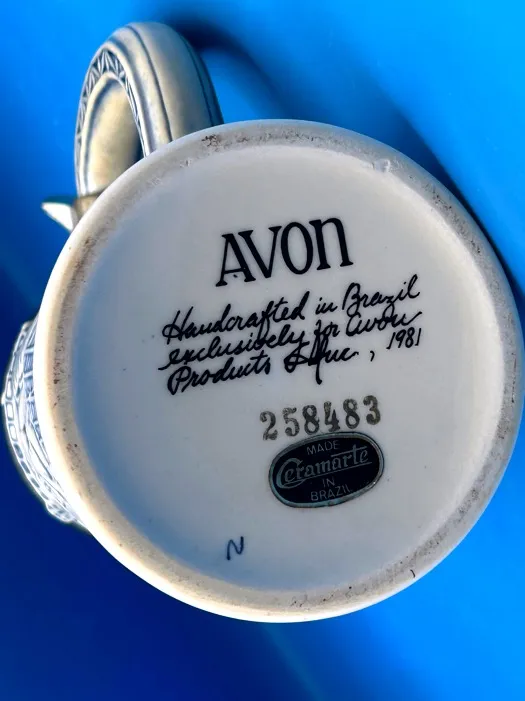 AVON
Handcrafted in Brazil
exclusively for Avon
Products Inc., 1981
258483
MADE
Ceramarte
IN
BRAZIL
N